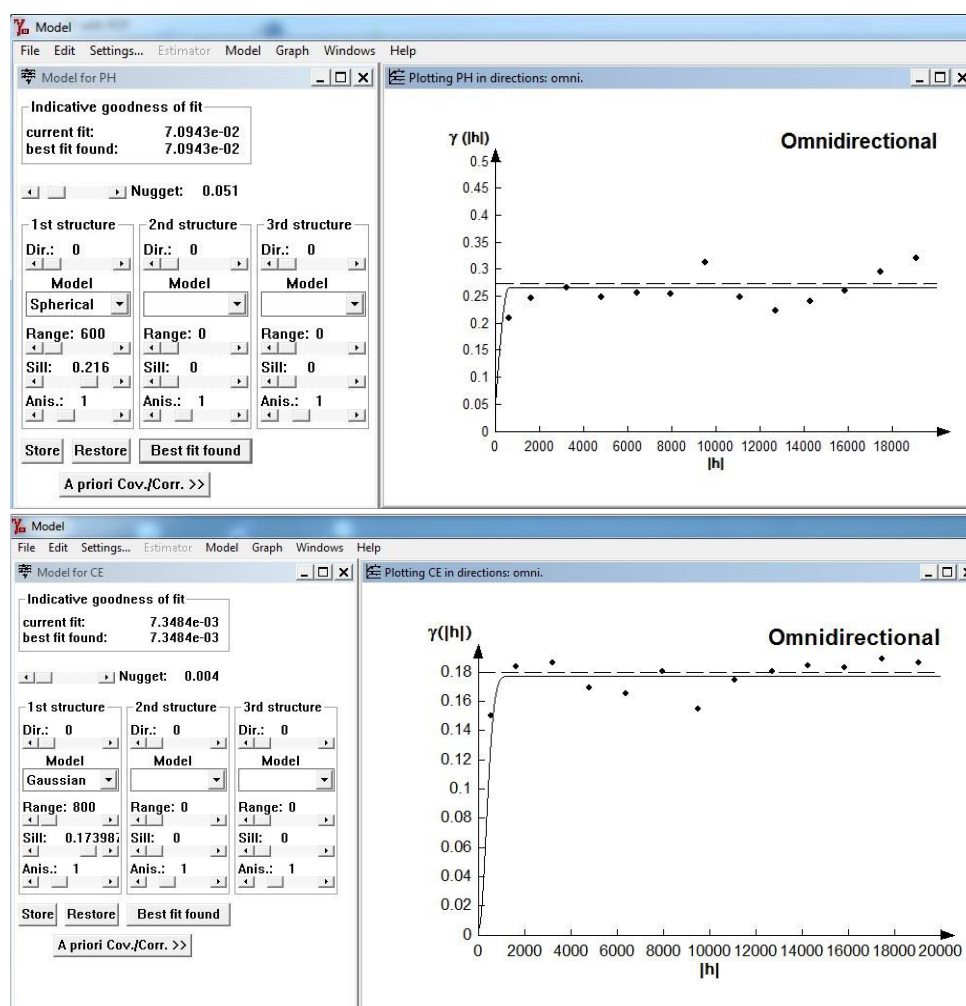 Model
File Edit Settings... Estimator Model Graph Windows Help
Model for PH
Indicative goodness of fit
current fit: 7.0943e-02
best fit found: 7.0943e-02
Nugget: 0.051
1st structure 2nd structure 3rd structure
Dir.: 0 Dir.: 0 Dir.: 0
Model Model Model
Spherical
Range: 600 Range: 0 Range: 0
Sill: 0.216 Sill: 0 Sill: 0
Anis.: 1 Anis.: 1 Anis.: 1
Store Restore Best fit found
A priori Cov./Corr. >>
Plotting PH in directions: omni.
γ (|h|)
Omnidirectional
0.5
0.45
0.4
0.35
0.3
0.25
0.2
0.15
0.1
0.05
0
0 2000 4000 6000 8000 10000 12000 14000 16000 18000
|h|
Model
File Edit Settings... Estimator Model Graph Windows Help
Model for CE
Indicative goodness of fit
current fit: 7.3484e-03
best fit found: 7.3484e-03
Nugget: 0.004
1st structure 2nd structure 3rd structure
Dir.: 0 Dir.: 0 Dir.: 0
Model Model Model
Gaussian
Range: 800 Range: 0 Range: 0
Sill: 0.173987 Sill: 0 Sill: 0
Anis.: 1 Anis.: 1 Anis.: 1
Store Restore Best fit found
A priori Cov./Corr. >>
Plotting CE in directions: omni.
γ(|h|)
Omnidirectional
0.18
0.16
0.14
0.12
0.1
0.08
0.06
0.04
0.02
0
0 2000 4000 6000 8000 10000 12000 14000 16000 18000 20000
|h|